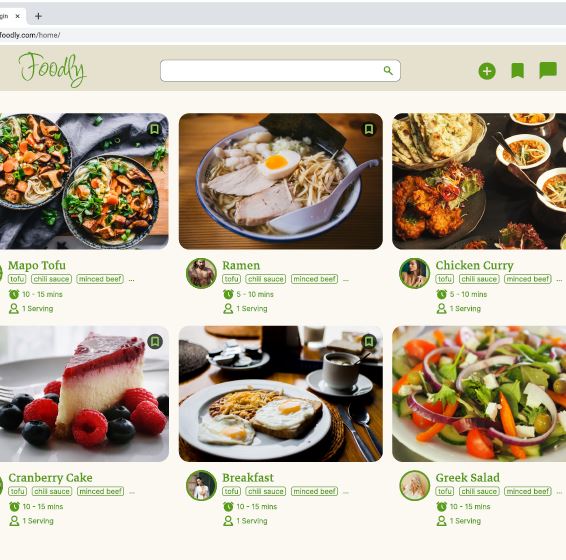 gin × +
foodly.com/home/
Foodly
Mapo Tofu
tofu chili sauce minced beef ...
10 - 15 mins
1 Serving
Ramen
tofu chili sauce minced beef ...
5 - 10 mins
1 Serving
Chicken Curry
tofu chili sauce minced beef ...
5 - 10 mins
1 Serving
Cranberry Cake
tofu chili sauce minced beef ...
10 - 15 mins
1 Serving
Breakfast
tofu chili sauce minced beef ...
10 - 15 mins
1 Serving
Greek Salad
tofu chili sauce minced beef ...
10 - 15 mins
1 Serving